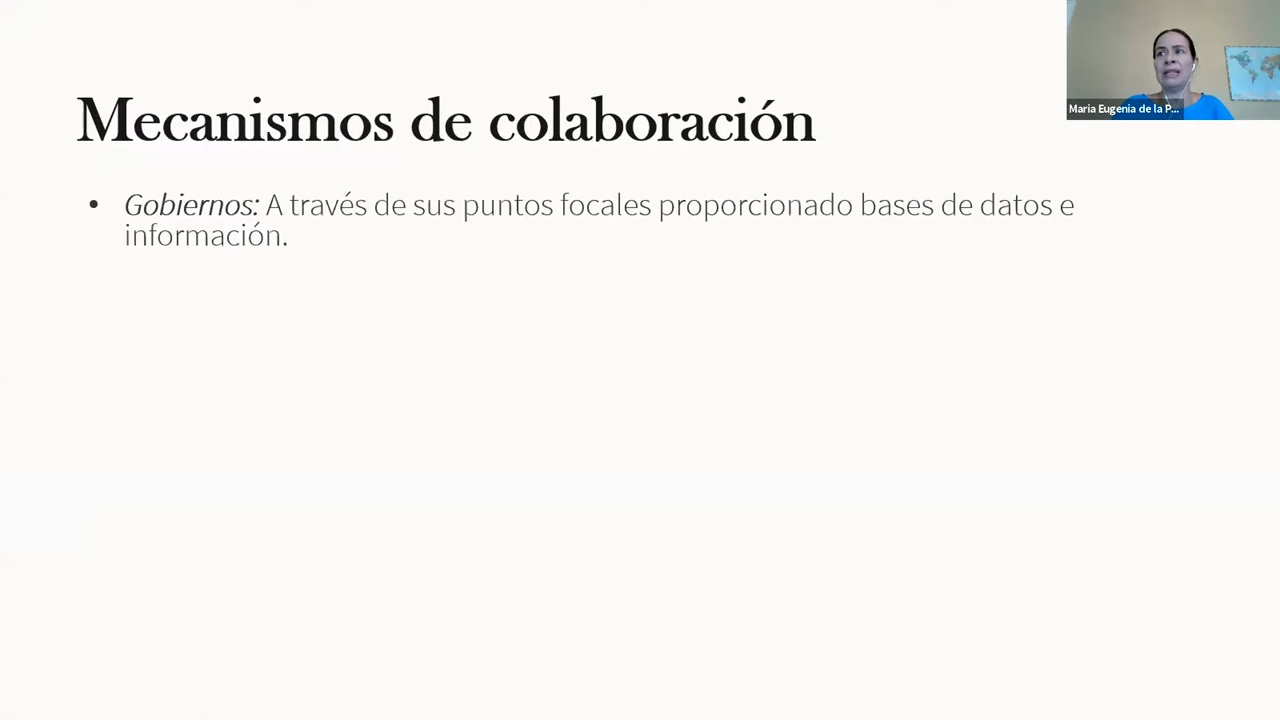 Mecanismos de colaboración
• Gobiernos: A través de sus puntos focales proporcionado bases de datos e
información.
Maria Eugenia de la P...